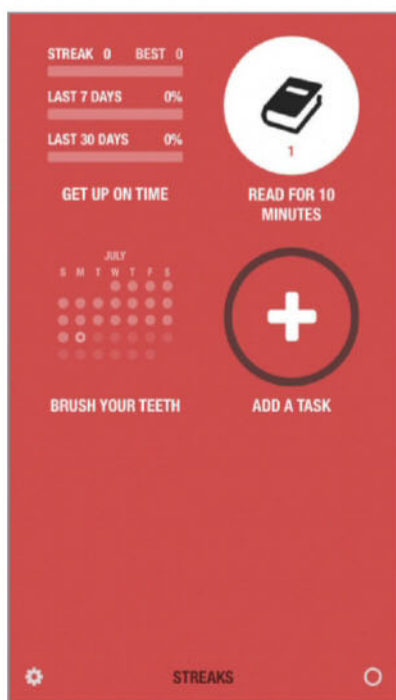 STREAK 0 BEST 0
LAST 7 DAYS 0%
LAST 30 DAYS 0%
GET UP ON TIME
1
READ FOR 10
MINUTES
JULY
S M T W T F S
BRUSH YOUR TEETH
ADD A TASK
STREAKS